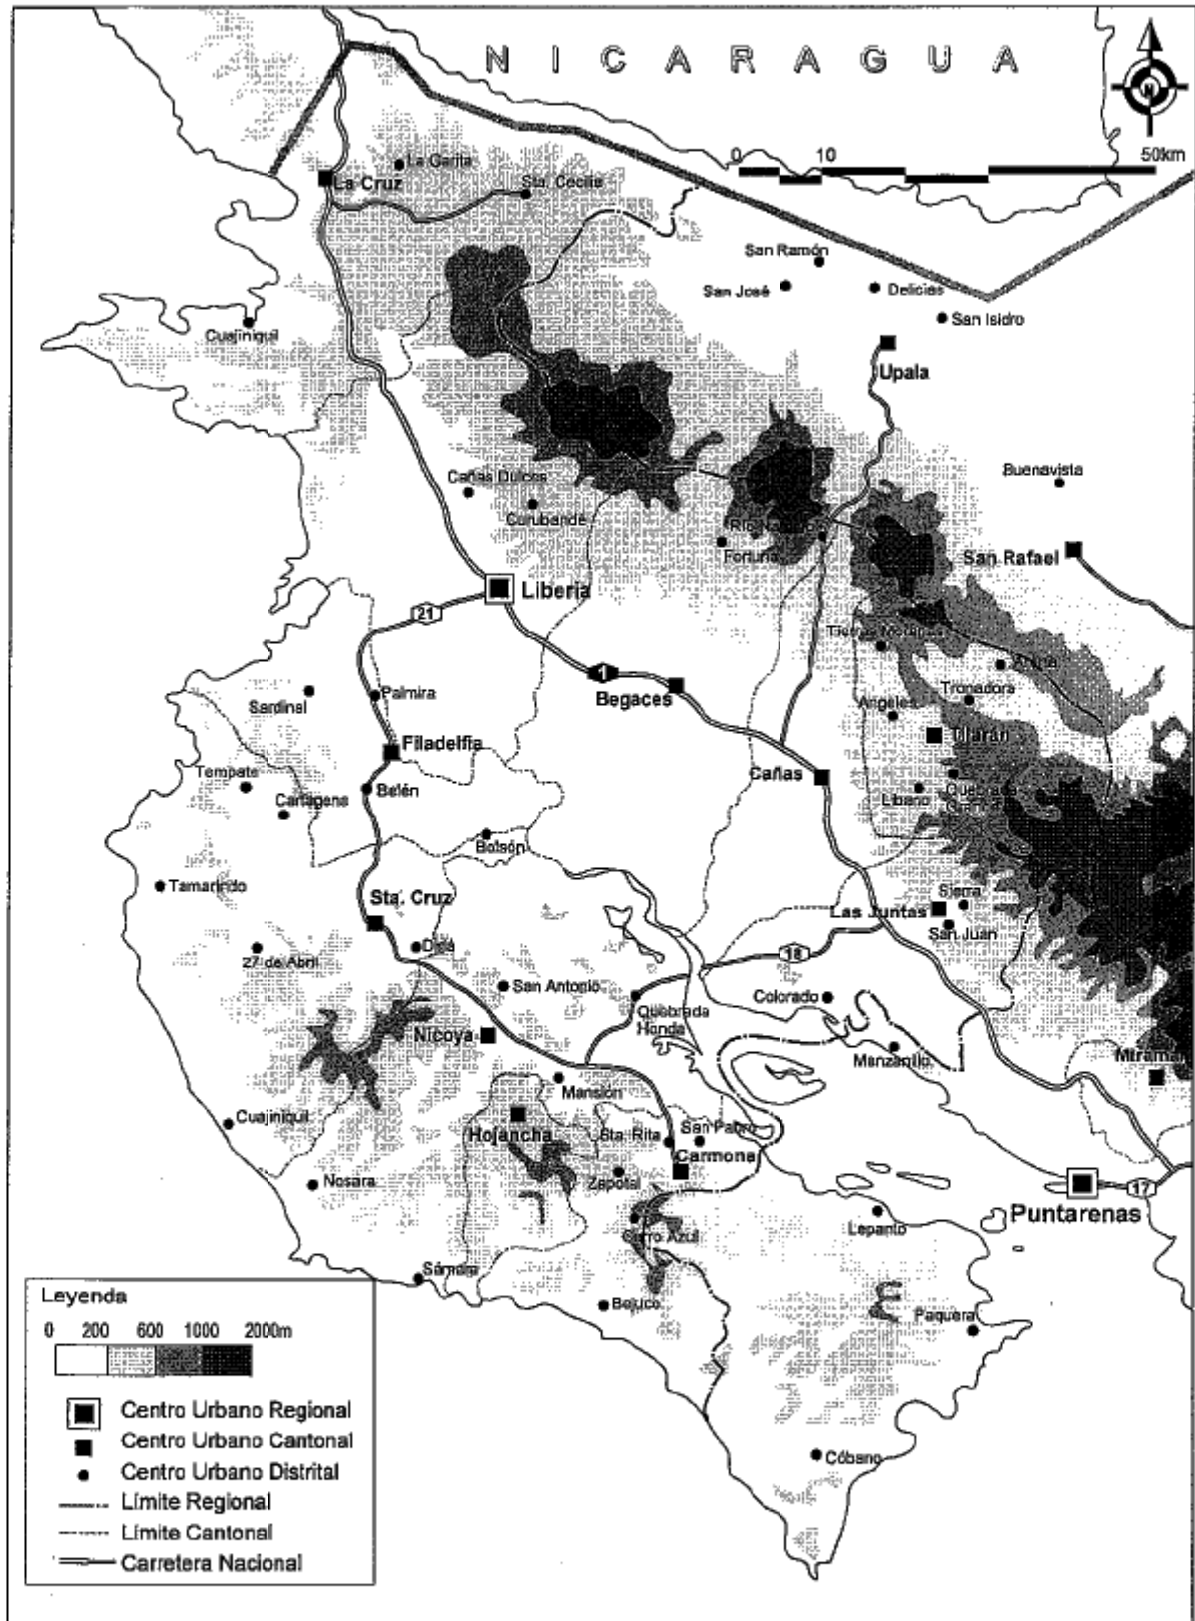 NICARAGUA
N
0 10 50km
La Garita
La Cruz
Sta. Cecilia
San Ramón
San José
Delicias
San Isidro
Cuajiniquil
Upala
Buenavista
Cañas Dulces
Curubandé
Fortuna
San Rafael
Liberia
21
Tierras Morenas
1
Begaces
Arenal
Tronadora
Angeles
Palmira
Sardinal
Filadelfia
Tilarán
Tempate
Cartagena
Belén
Cañas
Líbano
Quebrada
Bolsón
Tamarindo
Sta. Cruz
Sierra
Las Juntas
San Juan
27 de Abril
18
San Antonio
Colorado
Quebrada
Honda
Nicoya
Manzanillo
Miramar
Mansión
Cuajiniquil
Hojancha
Sta. Rita
San Pablo
Carmona
Nosara
Zapotal
17
Puntarenas
Lepanto
Cerro Azul
Sámara
Bejuco
Paquera
Cóbano
Leyenda
0 200 600 1000 2000m
Centro Urbano Regional
Centro Urbano Cantonal
Centro Urbano Distrital
Límite Regional
Límite Cantonal
Carretera Nacional